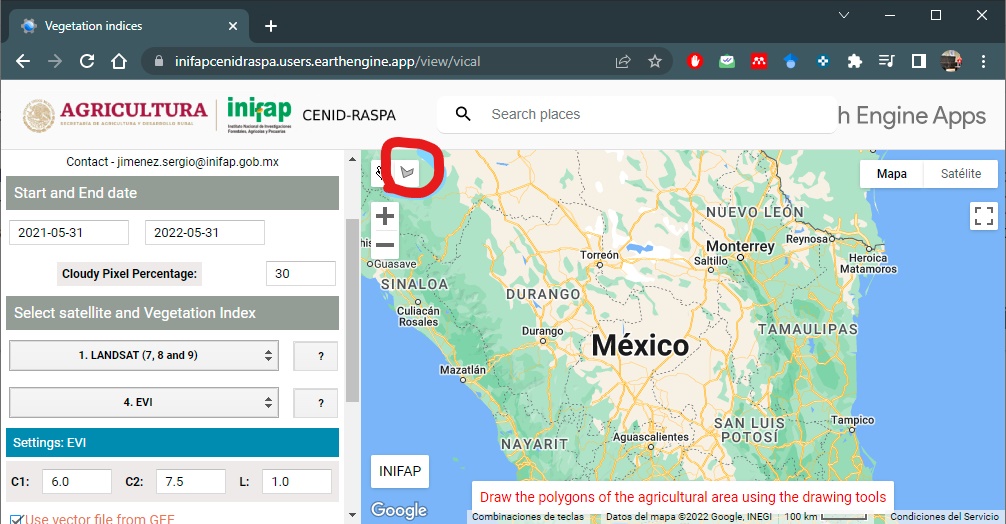 Vegetation indices
inifapcenidraspa.users.earthengine.app/view/vical
AGRICULTURA
SECRETARÍA DE AGRICULTURA Y DESARROLLO RURAL
inifap
Instituto Nacional de Investigaciones
Forestales, Agrícolas y Pecuarias
CENID-RASPA
Search places
h Engine Apps
Contact - jimenez.sergio@inifap.gob.mx
Start and End date
2021-05-31
2022-05-31
Cloudy Pixel Percentage:
30
Select satellite and Vegetation Index
1. LANDSAT (7, 8 and 9)
?
4. EVI
?
Settings: EVI
C1:
6.0
C2:
7.5
L:
1.0
Use vector file from GEE
Mapa
Satélite
NUEVO LEÓN
Monterrey
Reynosa
Heroica
Matamoros
Torreón
Saltillo
his
Guasave
SINALOA
Culiacán
Rosales
DURANGO
Durango
TAMAULIPAS
México
Mazatlán
Tampico
SAN LUIS
POTOSÍ
Aguascalientes
NAYARIT
INIFAP
Draw the polygons of the agricultural area using the drawing tools
Google
Combinaciones de teclas
Datos del mapa ©2022 Google, INEGI
100 km
Condiciones del Servicio